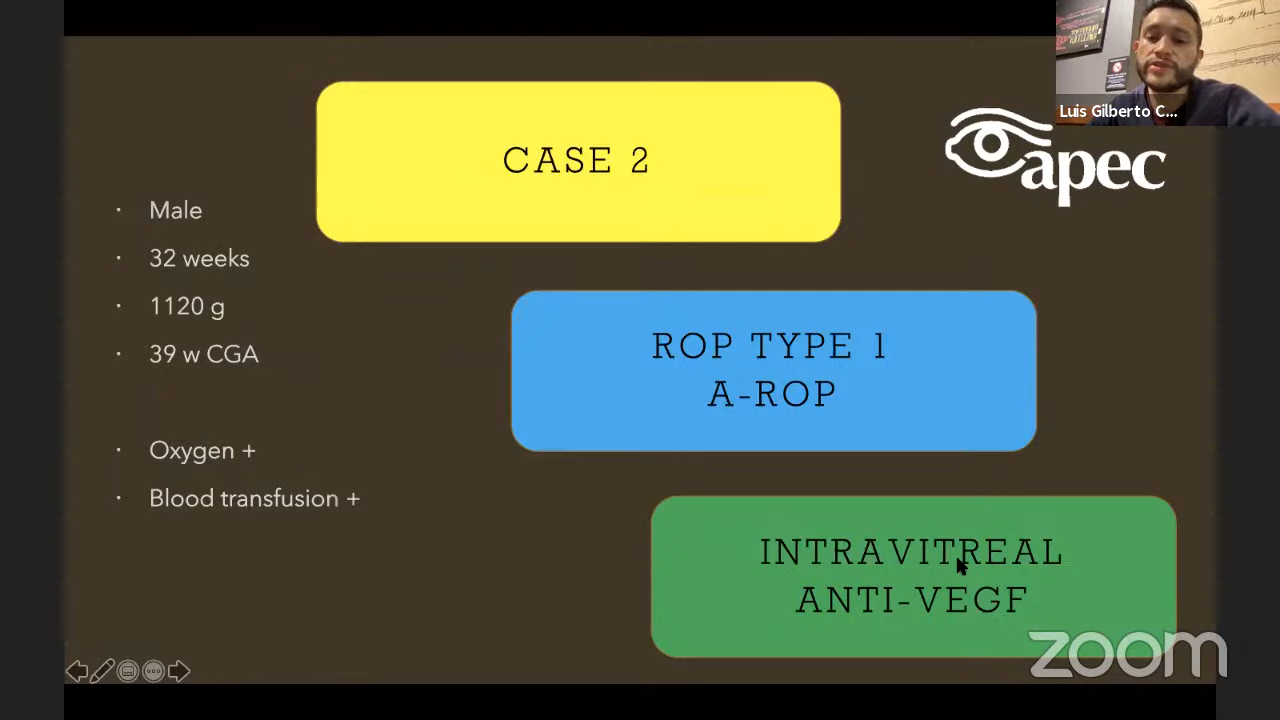 CASE 2
Male
32 weeks
1120 g
39 w CGA
Oxygen +
Blood transfusion +
ROP TYPE 1
A-ROP
INTRAVITREAL
ANTI-VEGF
apec
Luis Gilberto C...
zoom